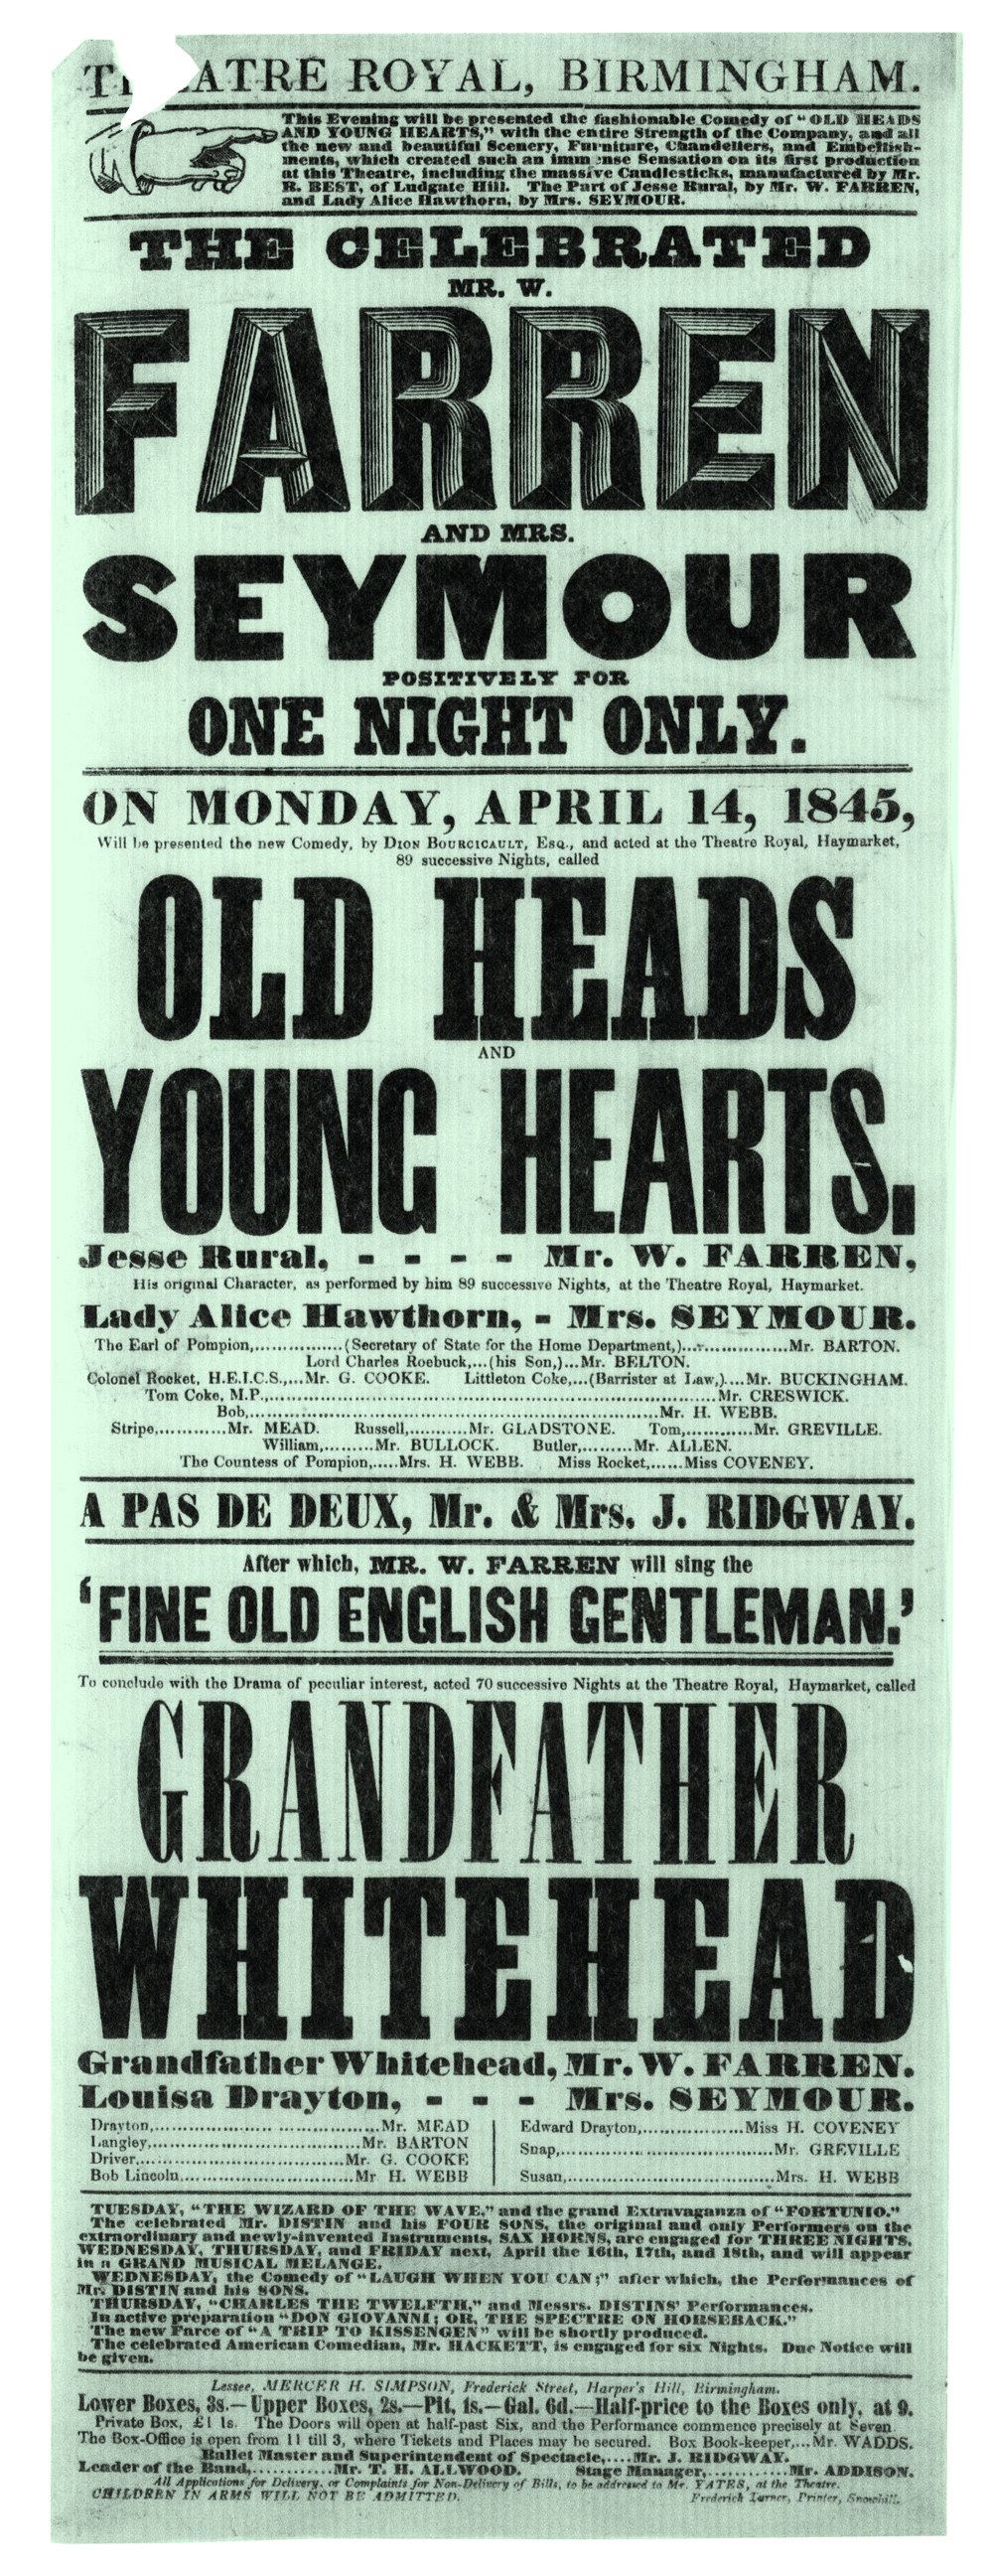 THEATRE ROYAL, BIRMINGHAM.
This Evening will be presented the fashionable Comedy of "OLD HEADS
AND YOUNG HEARTS," with the entire Strength of the Company, and all
the new and beautiful Scenery, Furniture, Chandeliers, and Embellish-
ments, which created such an immense Sensation on its first production
at this Theatre, including the massive Candlesticks, manufactured by Mr.
R. BEST, of Ludgate Hill. The Part of Jesse Rural, by Mr. W. FARREN,
and Lady Alice Hawthorn, by Mrs. SEYMOUR.
THE CELEBRATED
MR. W.
FARREN
AND MRS.
SEYMOUR
POSITIVELY FOR
ONE NIGHT ONLY.
ON MONDAY, APRIL 14, 1845,
Will be presented the new Comedy, by DION BOURCICAULT, ESQ., and acted at the Theatre Royal, Haymarket,
89 successive Nights, called
OLD HEADS
AND
YOUNG HEARTS.
Jesse Rural, - - - - Mr. W. FARREN,
His original Character, as performed by him 89 successive Nights, at the Theatre Royal, Haymarket.
Lady Alice Hawthorn, - Mrs. SEYMOUR.
The Earl of Pompion,................(Secretary of State for the Home Department,)..................Mr. BARTON.
Lord Charles Roebuck,...(his Son,)...Mr. BELTON.
Colonel Rocket, H.E.I.C.S.,...Mr. G. COOKE. Littleton Coke,...(Barrister at Law,)....Mr. BUCKINGHAM.
Tom Coke, M.P.,........................................Mr. CRESWICK.
Bob,........................................Mr. H. WEBB.
Stripe,............Mr. MEAD. Russell,..........Mr. GLADSTONE. Tom,............Mr. GREVILLE.
William,.........Mr. BULLOCK. Butler,.........Mr. ALLEN.
The Countess of Pompion,.....Mrs. H. WEBB. Miss Rocket,......Miss COVENEY.
A PAS DE DEUX, Mr. & Mrs. J. RIDGWAY.
After which, MR. W. FARREN will sing the
'FINE OLD ENGLISH GENTLEMAN.'
To conclude with the Drama of peculiar interest, acted 70 successive Nights at the Theatre Royal, Haymarket, called
GRANDFATHER
WHITEHEAD
Grandfather Whitehead, Mr. W. FARREN.
Louisa Drayton, - - - Mrs. SEYMOUR.
Drayton,........................................Mr. MEAD
Langley,....................................Mr. BARTON
Driver,....................................Mr. G. COOKE
Bob Lincoln,..............................Mr H. WEBB
Edward Drayton,..................Miss H. COVENEY
Snap,.....................................Mr. GREVILLE
Susan,....................................Mrs. H. WEBB
TUESDAY, "THE WIZARD OF THE WAVE," and the grand Extravaganza of "FORTUNIO."
The celebrated Mr. DISTIN and his FOUR SONS, the original and only Performers on the
extraordinary and newly-invented Instruments, SAX HORNS, are engaged for THREE NIGHTS,
WEDNESDAY, THURSDAY, and FRIDAY next, April the 16th, 17th, and 18th, and will appear
in a GRAND MUSICAL MELANGE.
WEDNESDAY, the Comedy of "LAUGH WHEN YOU CAN;" after which, the Performances of
Mr. DISTIN and his SONS.
THURSDAY, "CHARLES THE TWELFTH," and Messrs. DISTINS' Performances.
In active preparation "DON GIOVANNI; OR, THE SPECTRE ON HORSEBACK."
The new Farce of "A TRIP TO KISSENGEN" will be shortly produced.
The celebrated American Comedian, Mr. HACKETT, is engaged for six Nights. Due Notice will
be given.
Lessee, MERCER H. SIMPSON, Frederick Street, Harper's Hill, Birmingham.
Lower Boxes, 3s.—Upper Boxes, 2s.—Pit, 1s.—Gal. 6d.—Half-price to the Boxes only, at 9.
Private Box, £1 1s. The Doors will open at half-past Six, and the Performance commence precisely at Seven
The Box-Office is open from 11 till 3, where Tickets and Places may be secured. Box Book-keeper,...Mr. WADDS.
Ballet Master and Superintendent of Spectacle,....Mr. J. RIDGWAY.
Leader of the Band,............Mr. T. H. ALLWOOD. Stage Manager,............Mr. ADDISON.
All Applications for Delivery, or Complaints for Non-Delivery of Bills, to be addressed to Mr. YATES, at the Theatre.
CHILDREN IN ARMS WILL NOT BE ADMITTED. Frederick Turner, Printer, Snowhill.